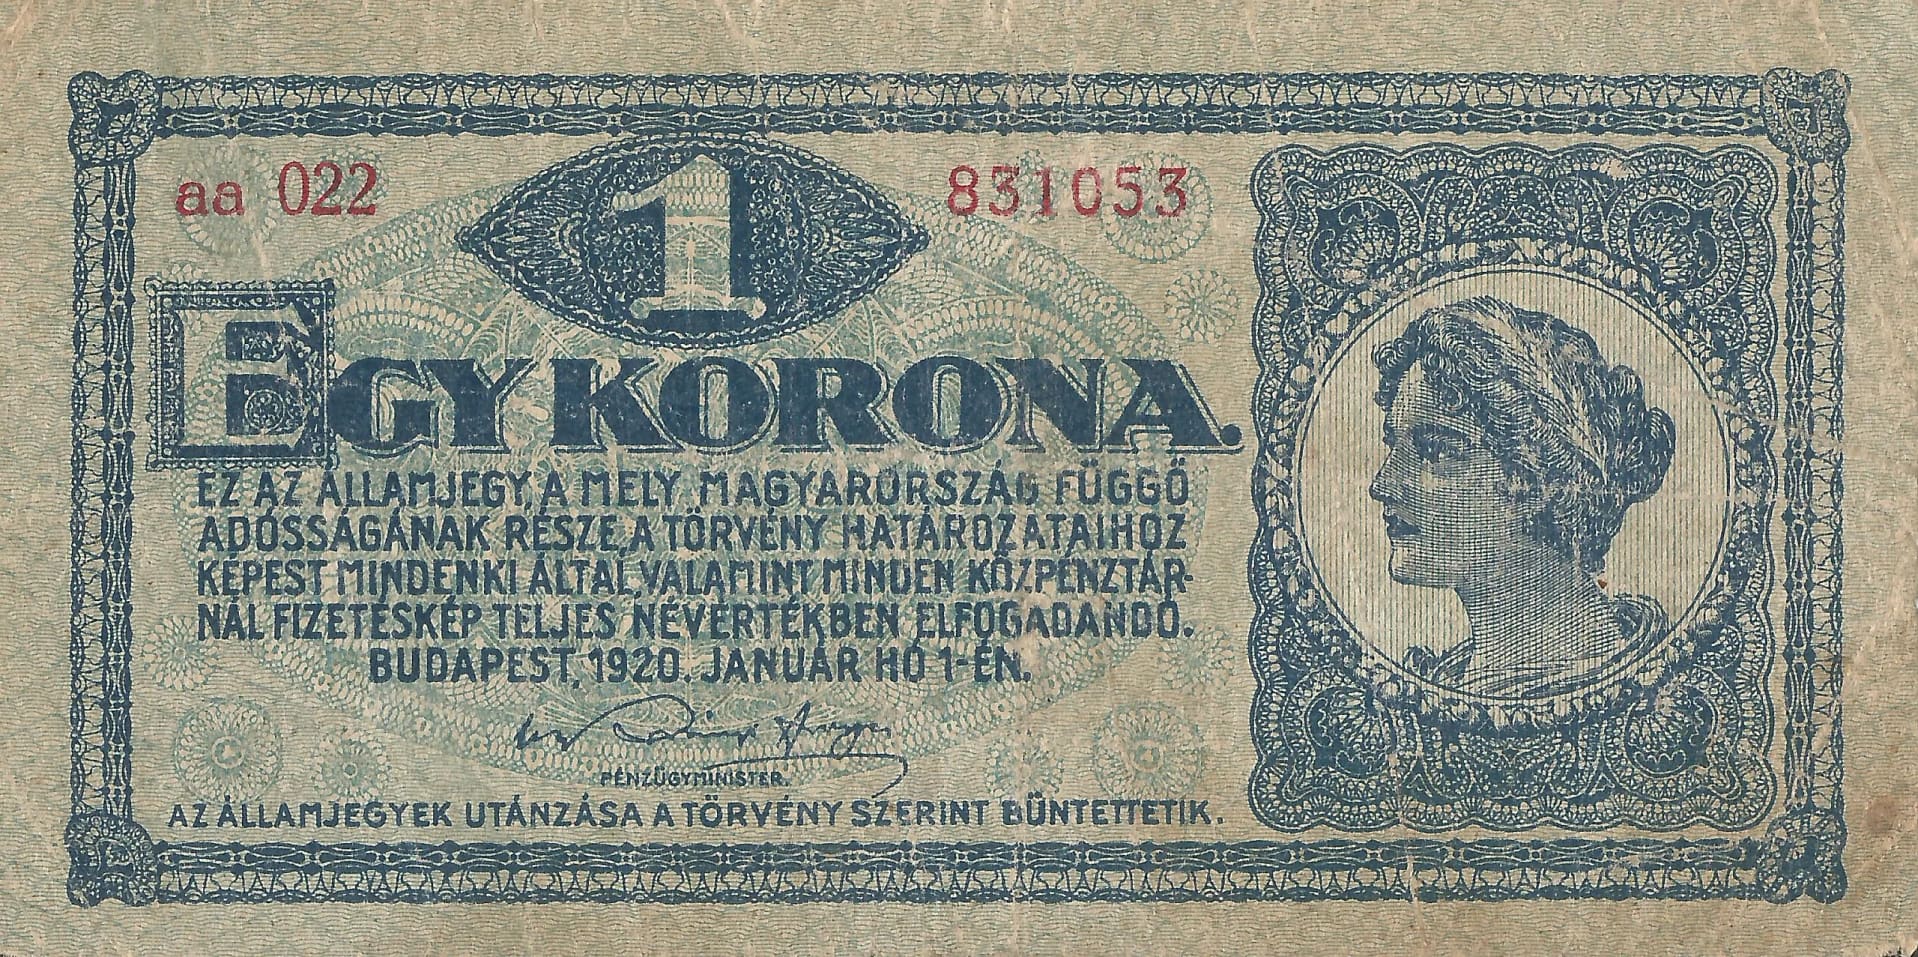 aa 022
831053
1
EGY KORONA.
EZ AZ ÁLLAMJEGY, A MELY MAGYARORSZÁG FÜGGŐ
ADÓSSÁGÁNAK RÉSZE, A TÖRVÉNY HATÁROZATAIHOZ
KÉPEST MINDENKI ÁLTAL, VALAMINT MINDEN KÖZPÉNZTÁR-
NÁL FIZETÉSKÉP TELJES NÉVÉRTÉKBEN ELFOGADANDÓ.
BUDAPEST, 1920. JANUÁR HÓ 1-ÉN.
PÉNZÜGYMINISTER.
AZ ÁLLAMJEGYEK UTÁNZÁSA A TÖRVÉNY SZERINT BÜNTETTETIK.